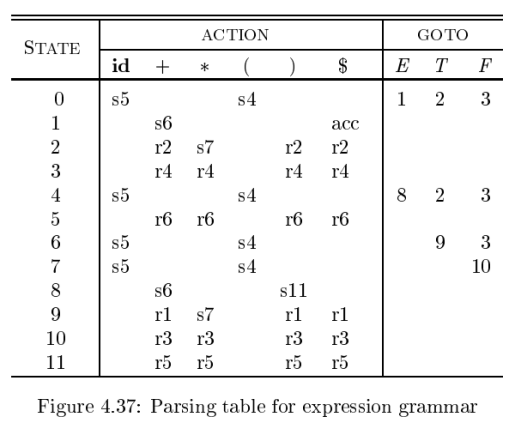 STATE ACTION GOTO
id + * ( ) $ E T F
0 s5 s4 1 2 3
1 s6 acc
2 r2 s7 r2 r2
3 r4 r4 r4 r4
4 s5 s4 8 2 3
5 r6 r6 r6 r6
6 s5 s4 9 3
7 s5 s4 10
8 s6 s11
9 r1 s7 r1 r1
10 r3 r3 r3 r3
11 r5 r5 r5 r5
Figure 4.37: Parsing table for expression grammar